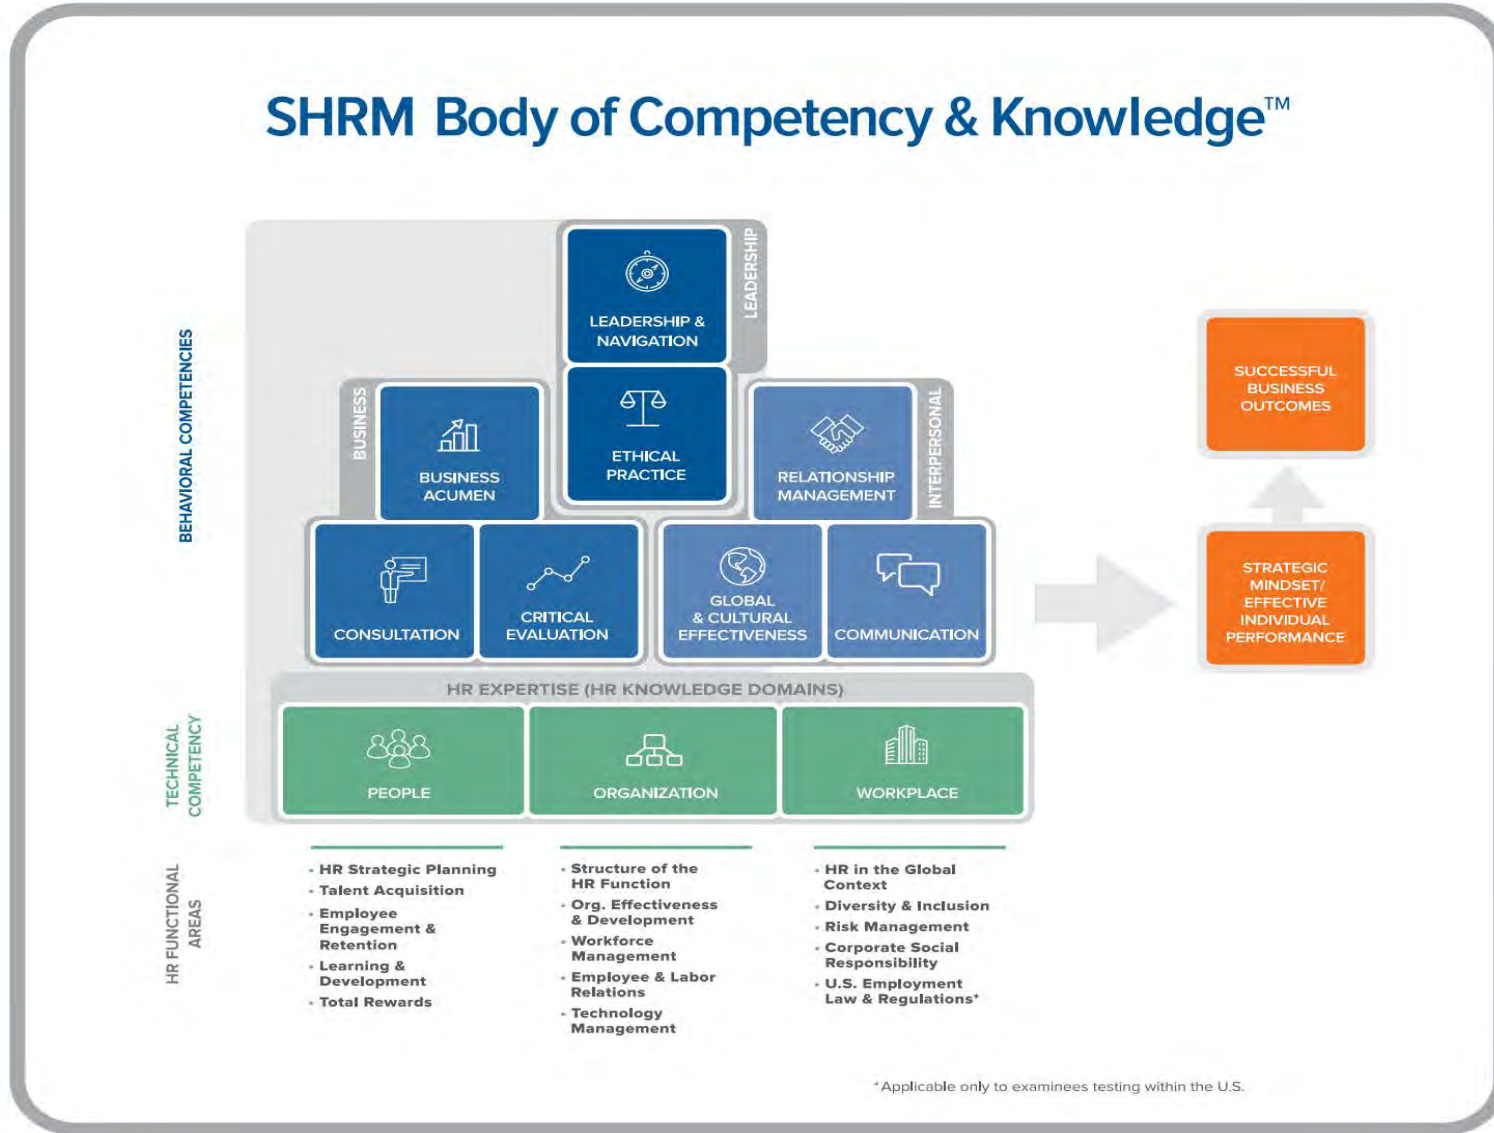 SHRM Body of Competency & Knowledge™
BEHAVIORAL COMPETENCIES
LEADERSHIP
LEADERSHIP &
NAVIGATION
ETHICAL
PRACTICE
BUSINESS
BUSINESS
ACUMEN
CONSULTATION
CRITICAL
EVALUATION
INTERPERSONAL
RELATIONSHIP
MANAGEMENT
GLOBAL
& CULTURAL
EFFECTIVENESS
COMMUNICATION
SUCCESSFUL
BUSINESS
OUTCOMES
STRATEGIC
MINDSET/
EFFECTIVE
INDIVIDUAL
PERFORMANCE
TECHNICAL
COMPETENCY
HR EXPERTISE (HR KNOWLEDGE DOMAINS)
PEOPLE
ORGANIZATION
WORKPLACE
HR FUNCTIONAL
AREAS
• HR Strategic Planning
• Talent Acquisition
• Employee
Engagement &
Retention
• Learning &
Development
• Total Rewards
• Structure of the
HR Function
• Org. Effectiveness
& Development
• Workforce
Management
• Employee & Labor
Relations
• Technology
Management
• HR in the Global
Context
• Diversity & Inclusion
• Risk Management
• Corporate Social
Responsibility
• U.S. Employment
Law & Regulations*
*Applicable only to examinees testing within the U.S.